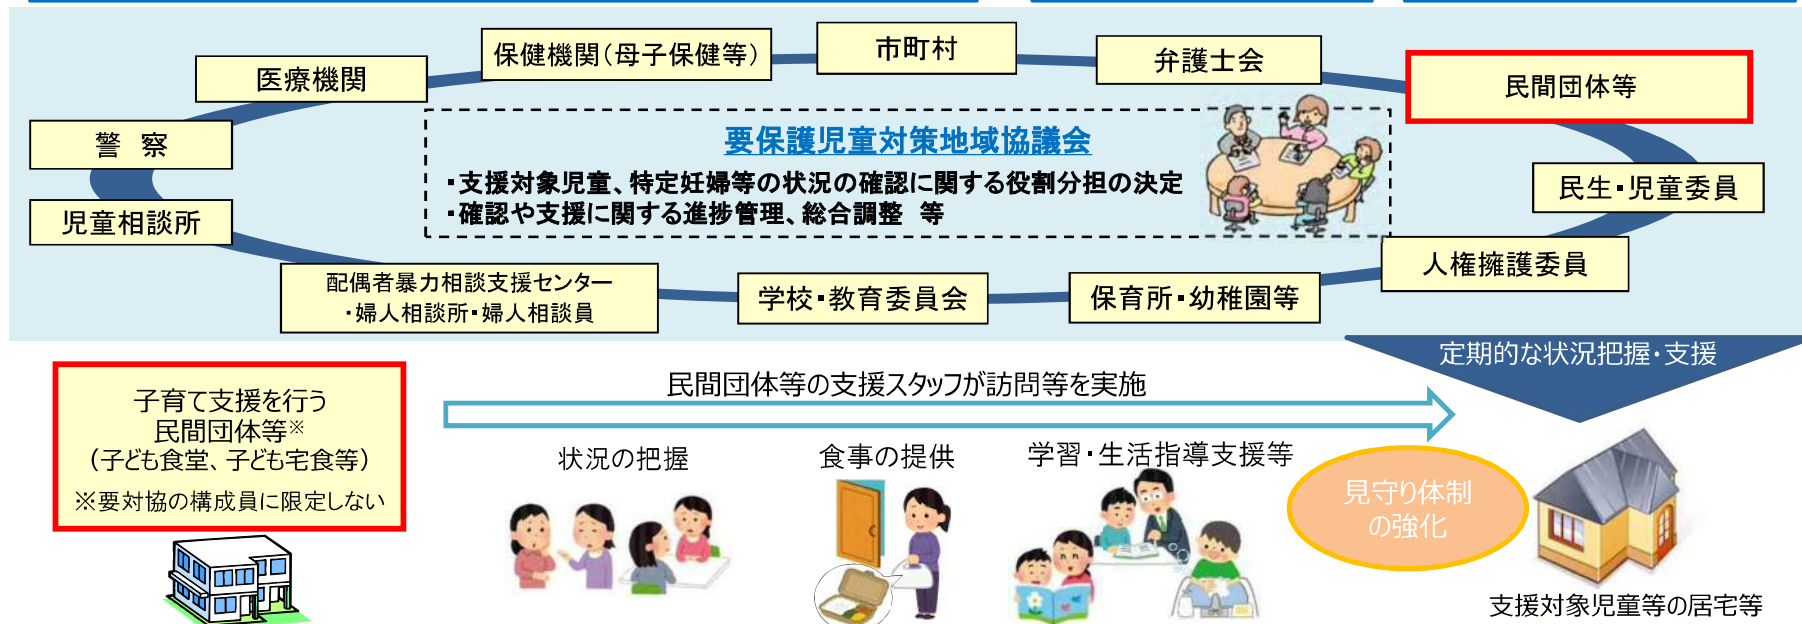 保健機関(母子保健等)
市町村
弁護士会
医療機関
民間団体等
警 察
要保護児童対策地域協議会
・支援対象児童、特定妊婦等の状況の確認に関する役割分担の決定
・確認や支援に関する進捗管理、総合調整 等
民生・児童委員
児童相談所
人権擁護委員
配偶者暴力相談支援センター
・婦人相談所・婦人相談員
学校・教育委員会
保育所・幼稚園等
定期的な状況把握・支援
子育て支援を行う
民間団体等※
(子ども食堂、子ども宅食等)
※要対協の構成員に限定しない
民間団体等の支援スタッフが訪問等を実施
状況の把握
食事の提供
学習・生活指導支援等
見守り体制
の強化
支援対象児童等の居宅等